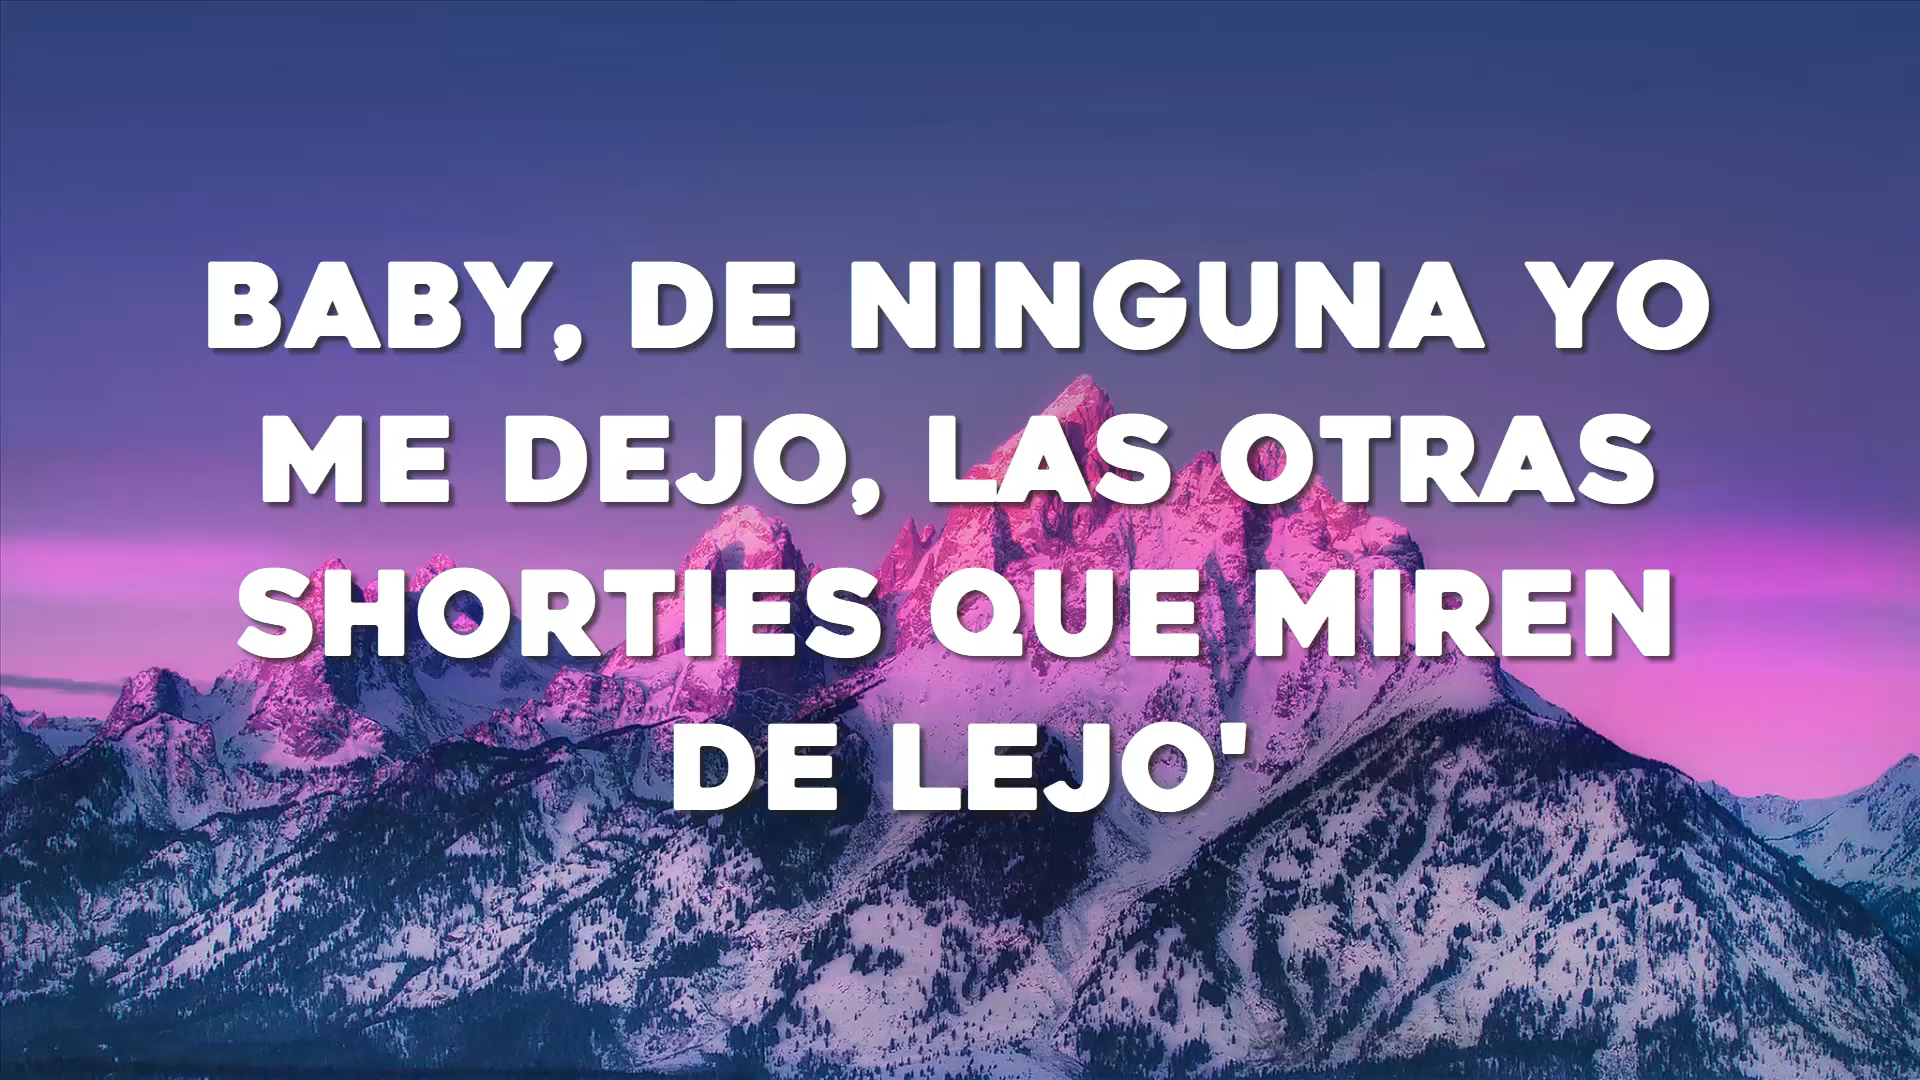 BABY, DE NINGUNA YO
ME DEJO, LAS OTRAS
SHORTIES QUE MIREN
DE LEJO'